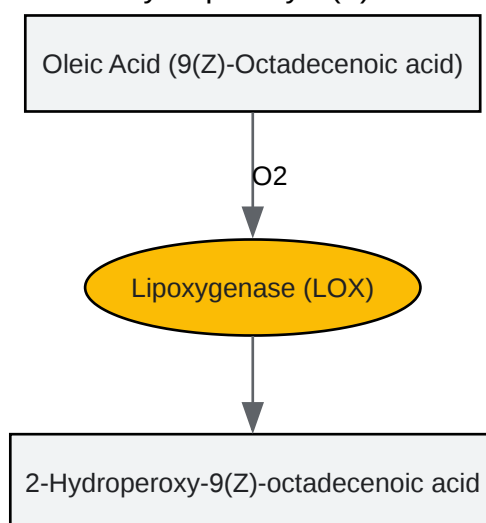 Oleic Acid (9(Z)-Octadecenoic acid)
O2
Lipoxygenase (LOX)
2-Hydroperoxy-9(Z)-octadecenoic acid